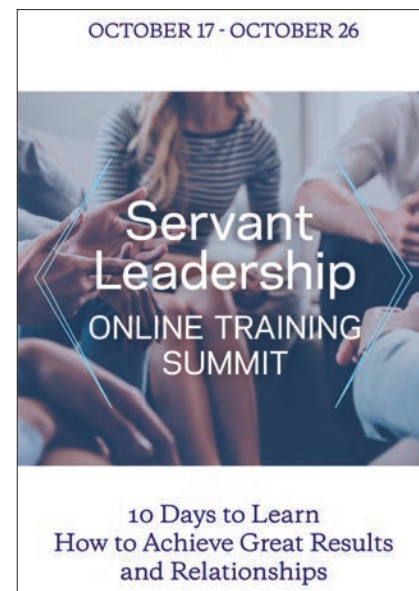 OCTOBER 17 - OCTOBER 26
Servant
Leadership
ONLINE TRAINING
SUMMIT
10 Days to Learn
How to Achieve Great Results
and Relationships